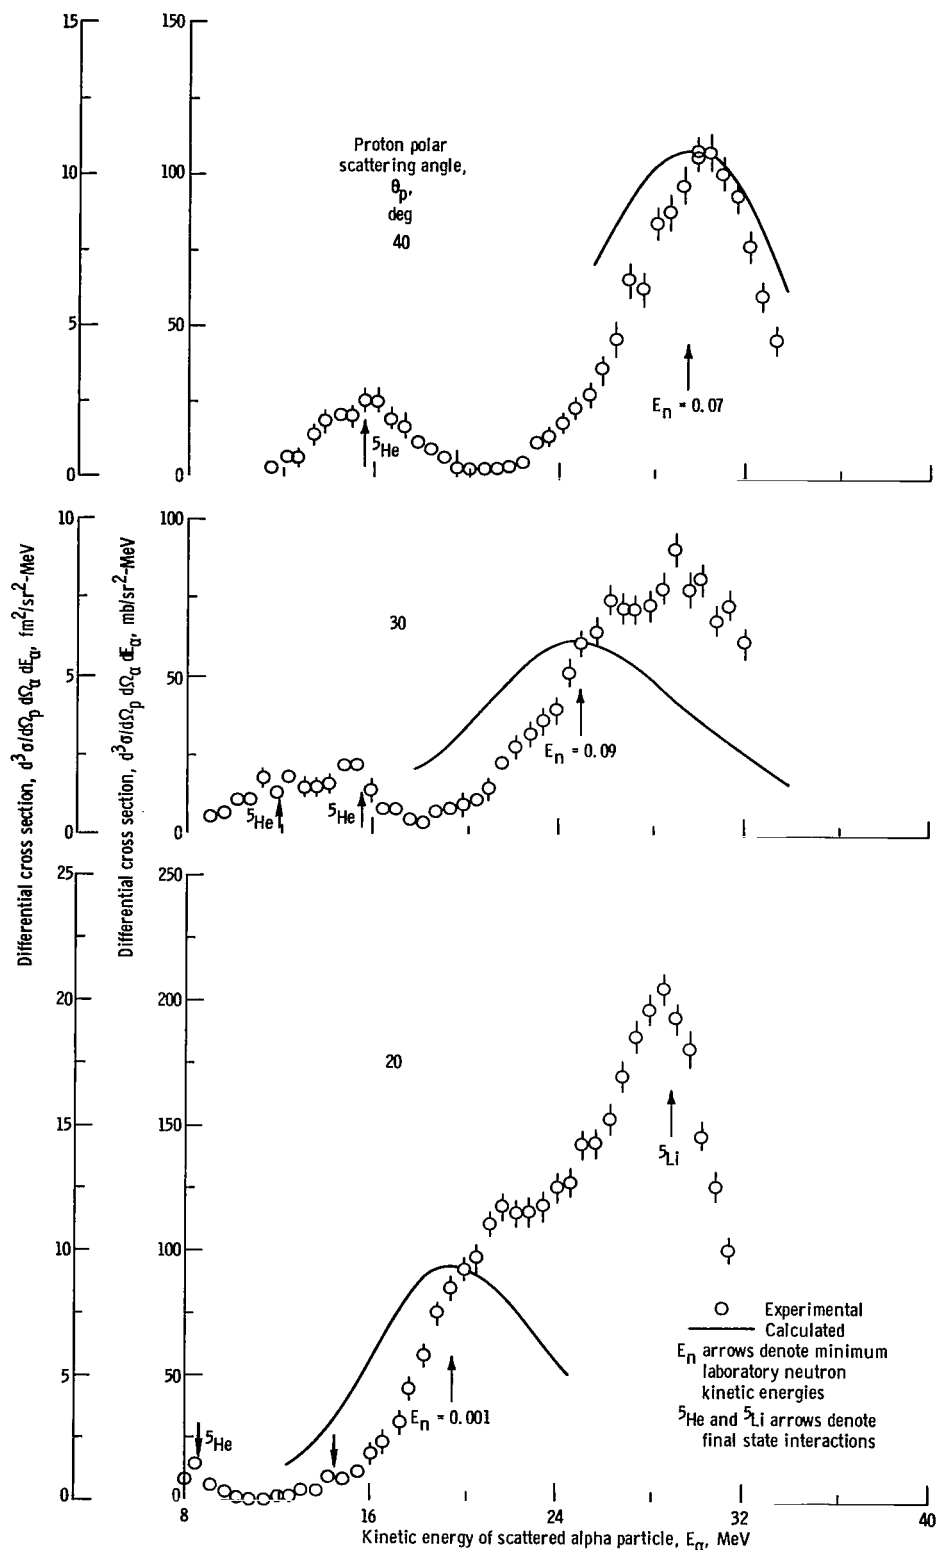 15
150
Proton polar
scattering angle,
θp,
deg
40
10
100
5
50
En = 0.07
5He
0
0
Differential cross section, d3σ/dΩp dΩα dEα, fm2/sr2-MeV
Differential cross section, d3σ/dΩp dΩα dEα, mb/sr2-MeV
10
100
30
5
50
En = 0.09
5He
5He
0
0
25
250
20
200
20
15
150
5Li
10
100
Experimental
Calculated
En arrows denote minimum
laboratory neutron
kinetic energies
5He and 5Li arrows denote
final state interactions
5
50
En = 0.001
5He
0
0
8
16
24
32
40
Kinetic energy of scattered alpha particle, Eα, MeV